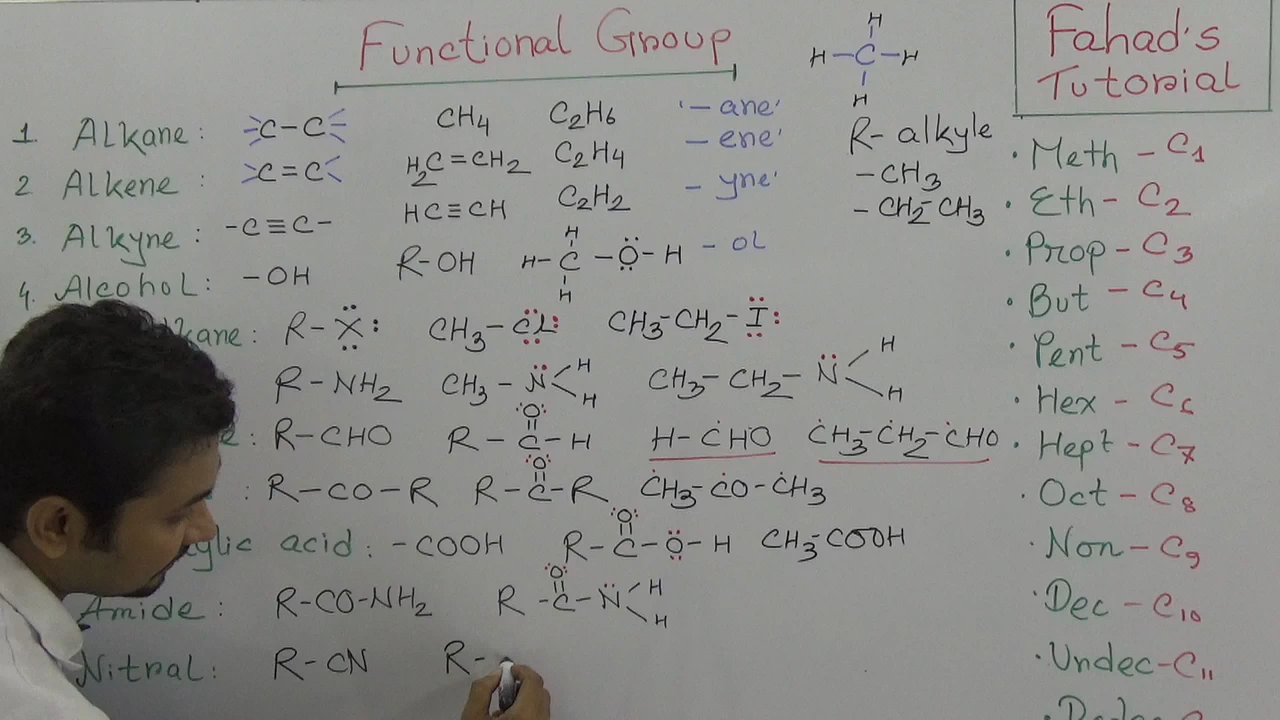 Functional Group
Fahad's
Tutorial
H
H-C-H
H
1. Alkane: >C-C< CH4 C2H6 '-ane'
2 Alkene: >C=C< H2C=CH2 C2H4 -ene'
3. Alkyne: -C≡C- HC≡CH C2H2 -yne'
4. Alcohol: -OH R-OH H-C-O-H -oL
H
H
kane: R-X: CH3-CL: CH3-CH2-I:
R-NH2 CH3-N H H CH3-CH2-N H H
e: R-CHO R-C-H O H-CHO CH3-CH2-CHO
: R-CO-R R-C-R O CH3-CO-CH3
ylic acid: -COOH R-C-O-H O CH3-COOH
Amide: R-CO-NH2 R-C-N O H H
Nitral: R-CN R-
R- alkyle
-CH3
-CH2-CH3
· Meth - C1
· Eth - C2
· Prop - C3
· But - C4
· Pent - C5
· Hex - C6
· Hept - C7
· Oct - C8
· Non - C9
· Dec - C10
· Undec - C11